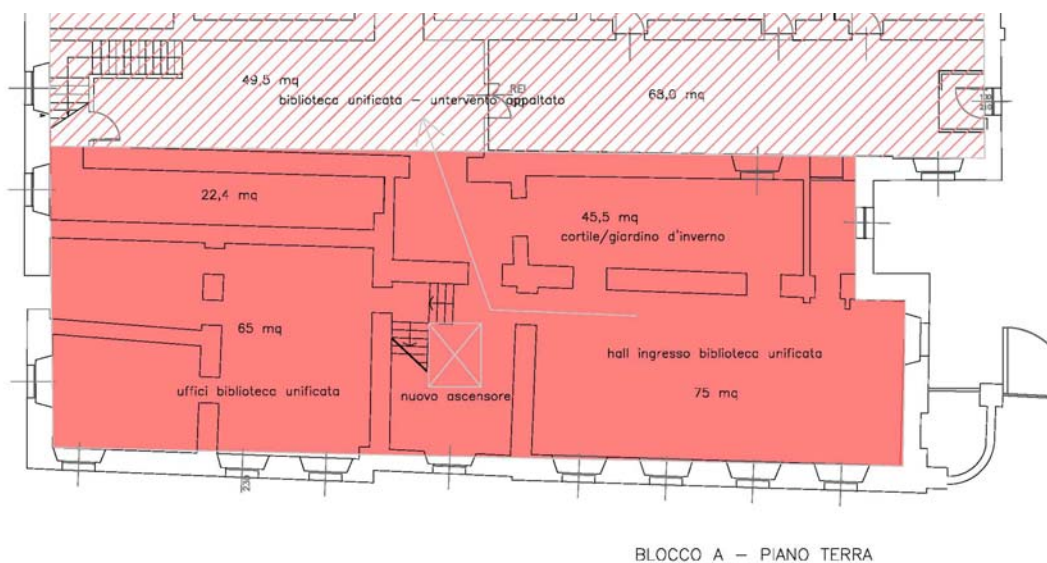 49,5 mq
biblioteca unificata - untervento appaltato
REI
63,0 mq
22,4 mq
45,5 mq
cortile/giardino d'inverno
65 mq
hall ingresso biblioteca unificata
uffici biblioteca unificata
nuovo ascensore
75 mq
BLOCCO A - PIANO TERRA